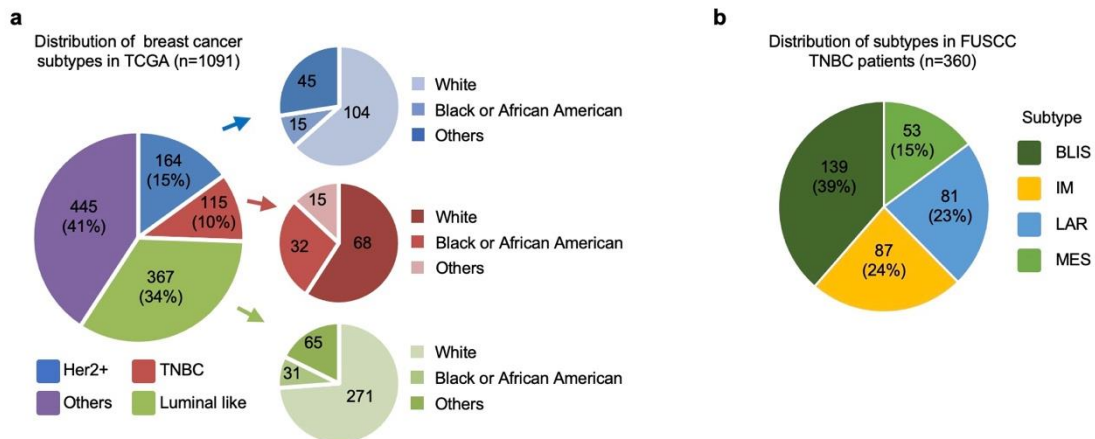 a
Distribution of breast cancer
subtypes in TCGA (n=1091)
164
(15%)
115
(10%)
367
(34%)
445
(41%)
Her2+
TNBC
Others
Luminal like
45
15
104
White
Black or African American
Others
15
32
68
White
Black or African American
Others
65
31
271
White
Black or African American
Others
b
Distribution of subtypes in FUSCC
TNBC patients (n=360)
53
(15%)
81
(23%)
87
(24%)
139
(39%)
Subtype
BLIS
IM
LAR
MES